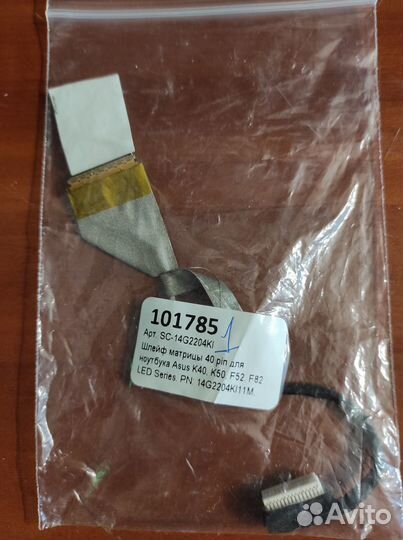 101785 1
Арт. SC-14G2204KI
Шлейф матрицы 40 pin для
ноутбука Asus K40, K50, F52, F82
LED Series. PN: 14G2204KI11M.
Avito